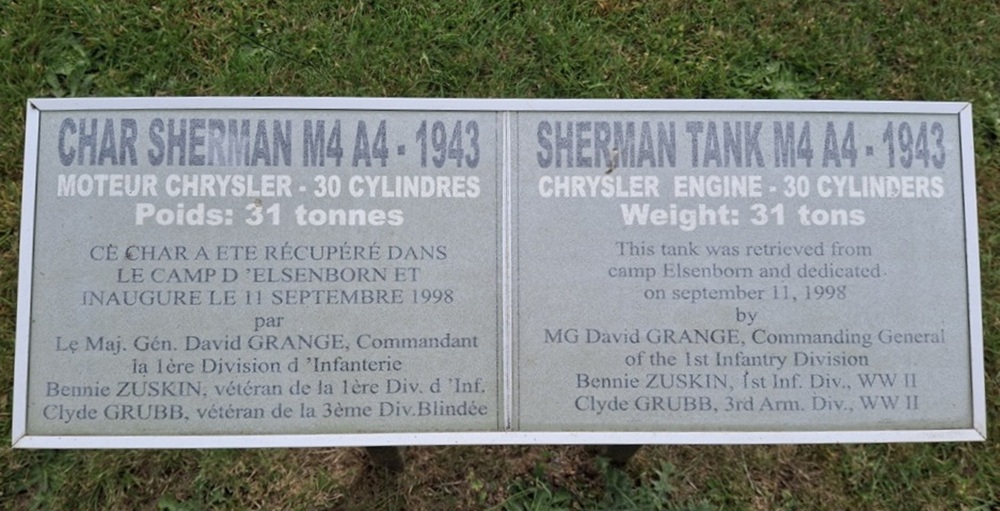 CHAR SHERMAN M4 A4 - 1943
MOTEUR CHRYSLER - 30 CYLINDRES
Poids: 31 tonnes
CE CHAR A ETE RÉCUPÉRÉ DANS
LE CAMP D 'ELSENBORN ET
INAUGURE LE 11 SEPTEMBRE 1998
par
Le Maj. Gén. David GRANGE, Commandant
la 1ère Division d 'Infanterie
Bennie ZUSKIN, vétéran de la 1ère Div. d 'Inf.
Clyde GRUBB, vétéran de la 3ème Div.Blindée
SHERMAN TANK M4 A4 - 1943
CHRYSLER ENGINE - 30 CYLINDERS
Weight: 31 tons
This tank was retrieved from
camp Elsenborn and dedicated
on september 11, 1998
by
MG David GRANGE, Commanding General
of the 1st Infantry Division
Bennie ZUSKIN, 1st Inf. Div., WW II
Clyde GRUBB, 3rd Arm. Div., WW II